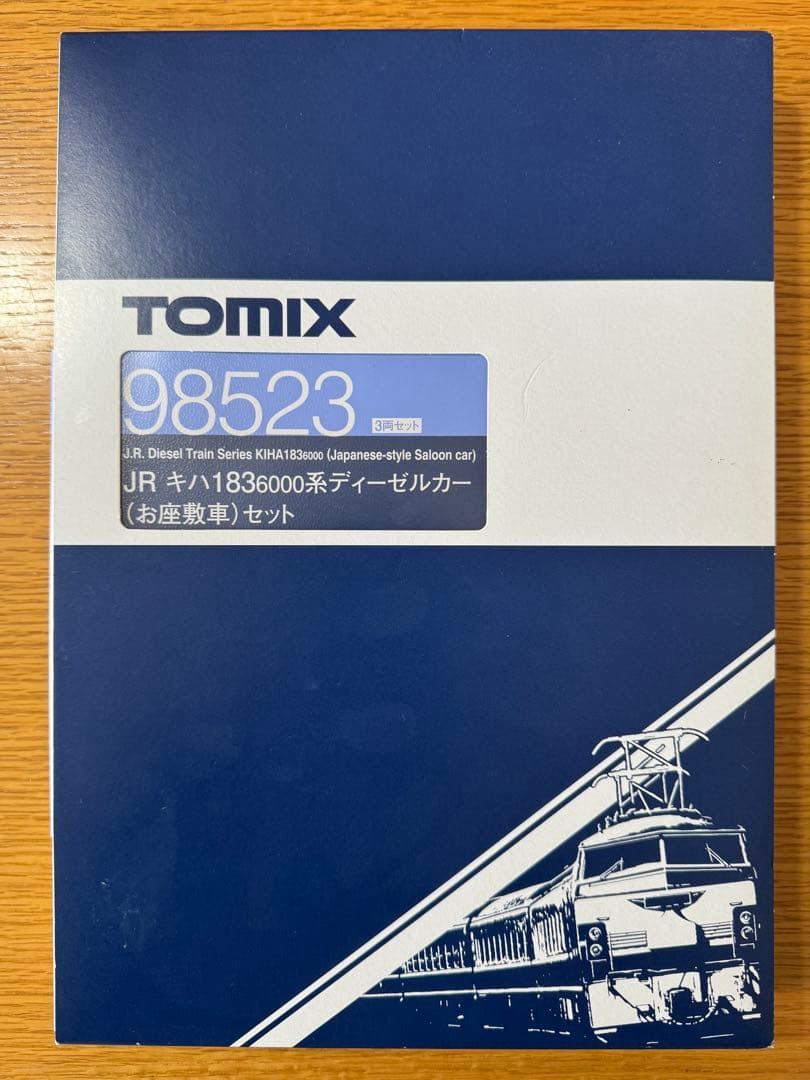 TOMIX
98523 3両セット
J.R. Diesel Train Series KIHA1836000 (Japanese-style Saloon car)
JR キハ1836000系ディーゼルカー
(お座敷車)セット